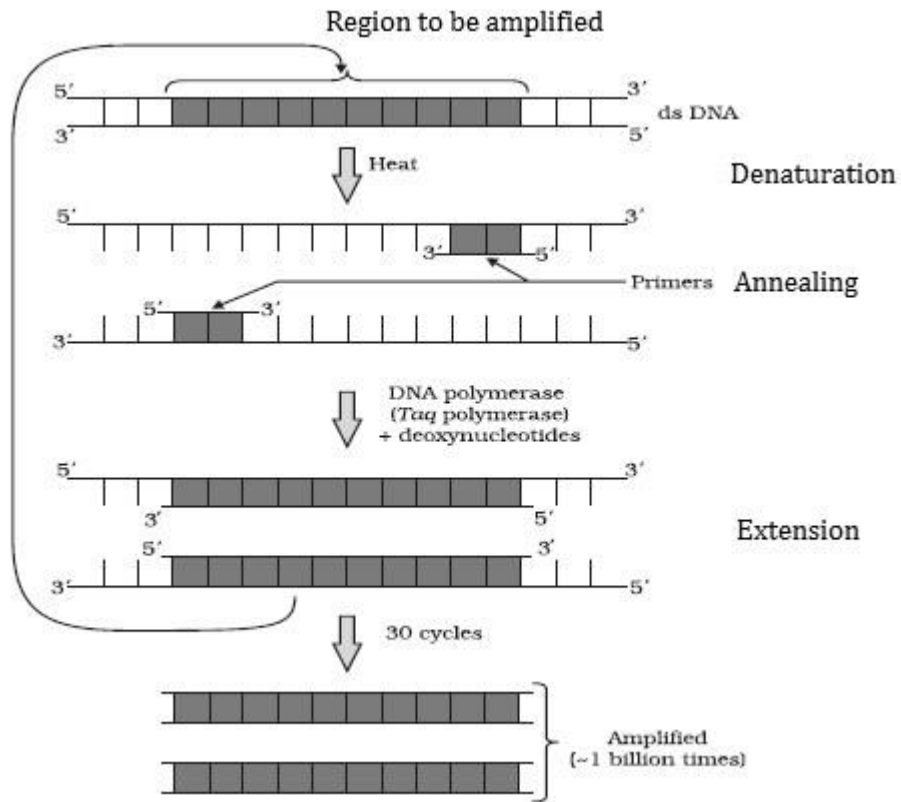 Region to be amplified
5′ 3′
ds DNA
3′ 5′
Heat
Denaturation
5′ 3′
3′ 5′
Primers Annealing
5′ 3′
3′ 5′
DNA polymerase
(Taq polymerase)
+ deoxynucleotides
5′ 3′
3′ 5′
Extension
5′ 3′
3′ 5′
30 cycles
Amplified
(~1 billion times)